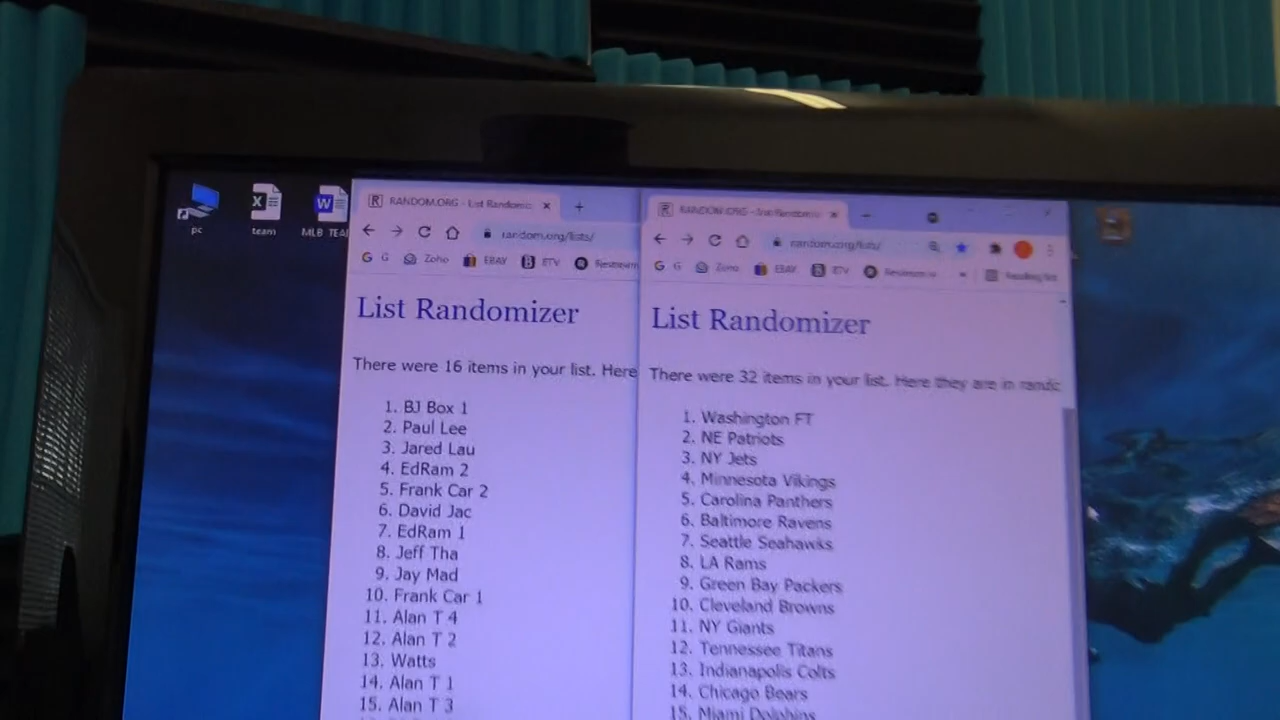 pc
team
MLB TEA
RANDOM.ORG - List Randomiz
random.org/lists/
G
Zoho
EBAY
BTV
Restream
List Randomizer
There were 16 items in your list. Here
1. BJ Box 1
2. Paul Lee
3. Jared Lau
4. EdRam 2
5. Frank Car 2
6. David Jac
7. EdRam 1
8. Jeff Tha
9. Jay Mad
10. Frank Car 1
11. Alan T 4
12. Alan T 2
13. Watts
14. Alan T 1
15. Alan T 3
RANDOM.ORG - List Randomiz
random.org/lists/
G
Zoho
EBAY
BTV
Reading list
List Randomizer
There were 32 items in your list. Here they are in rando
1. Washington FT
2. NE Patriots
3. NY Jets
4. Minnesota Vikings
5. Carolina Panthers
6. Baltimore Ravens
7. Seattle Seahawks
8. LA Rams
9. Green Bay Packers
10. Cleveland Browns
11. NY Giants
12. Tennessee Titans
13. Indianapolis Colts
14. Chicago Bears
15. Miami Dolphins